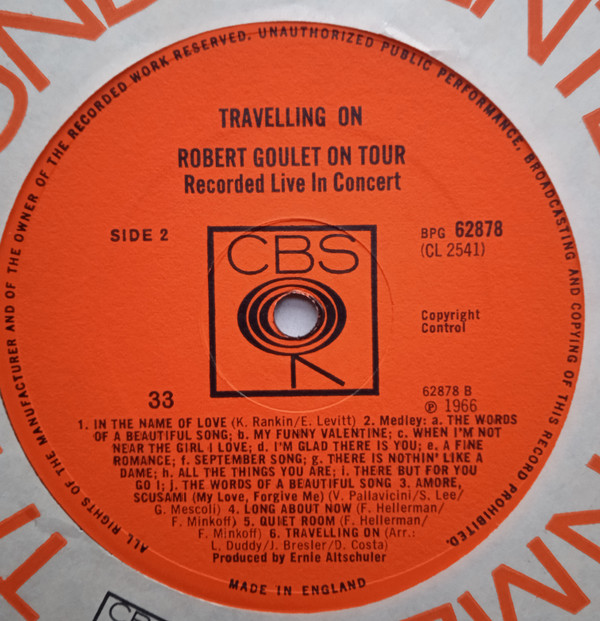 ALL RIGHTS OF THE MANUFACTURER AND OF THE OWNER OF THE RECORDED WORK RESERVED. UNAUTHORIZED PUBLIC PERFORMANCE, BROADCASTING AND COPYING OF THIS RECORD PROHIBITED.
TRAVELLING ON
ROBERT GOULET ON TOUR
Recorded Live In Concert
SIDE 2
BPG 62878
(CL 2541)
CBS
Copyright
Control
33
62878 B
℗ 1966
1. IN THE NAME OF LOVE (K. Rankin/E. Levitt) 2. Medley: a. THE WORDS
OF A BEAUTIFUL SONG; b. MY FUNNY VALENTINE; c. WHEN I'M NOT
NEAR THE GIRL I LOVE; d. I'M GLAD THERE IS YOU; e. A FINE
ROMANCE; f. SEPTEMBER SONG; g. THERE IS NOTHIN' LIKE A
DAME; h. ALL THE THINGS YOU ARE; I. THERE BUT FOR YOU
GO I; J. THE WORDS OF A BEAUTIFUL SONG 3. AMORE,
SCUSAMI (My Love, Forgive Me) (V. Pallavicini/S. Lee/
G. Mescoli) 4. LONG ABOUT NOW (F. Hellerman/
F. Minkoff) 5. QUIET ROOM (F. Hellerman/
F. Minkoff) 6. TRAVELLING ON (Arr.:
L. Duddy/J. Bresler/D. Costa)
Produced by Ernie Altschuler
MADE IN ENGLAND
CBS